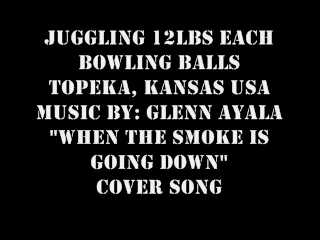 JUGGLING 12LBS EACH
BOWLING BALLS
TOPEKA, KANSAS USA
MUSIC BY: GLENN AYALA
"WHEN THE SMOKE IS
GOING DOWN"
COVER SONG